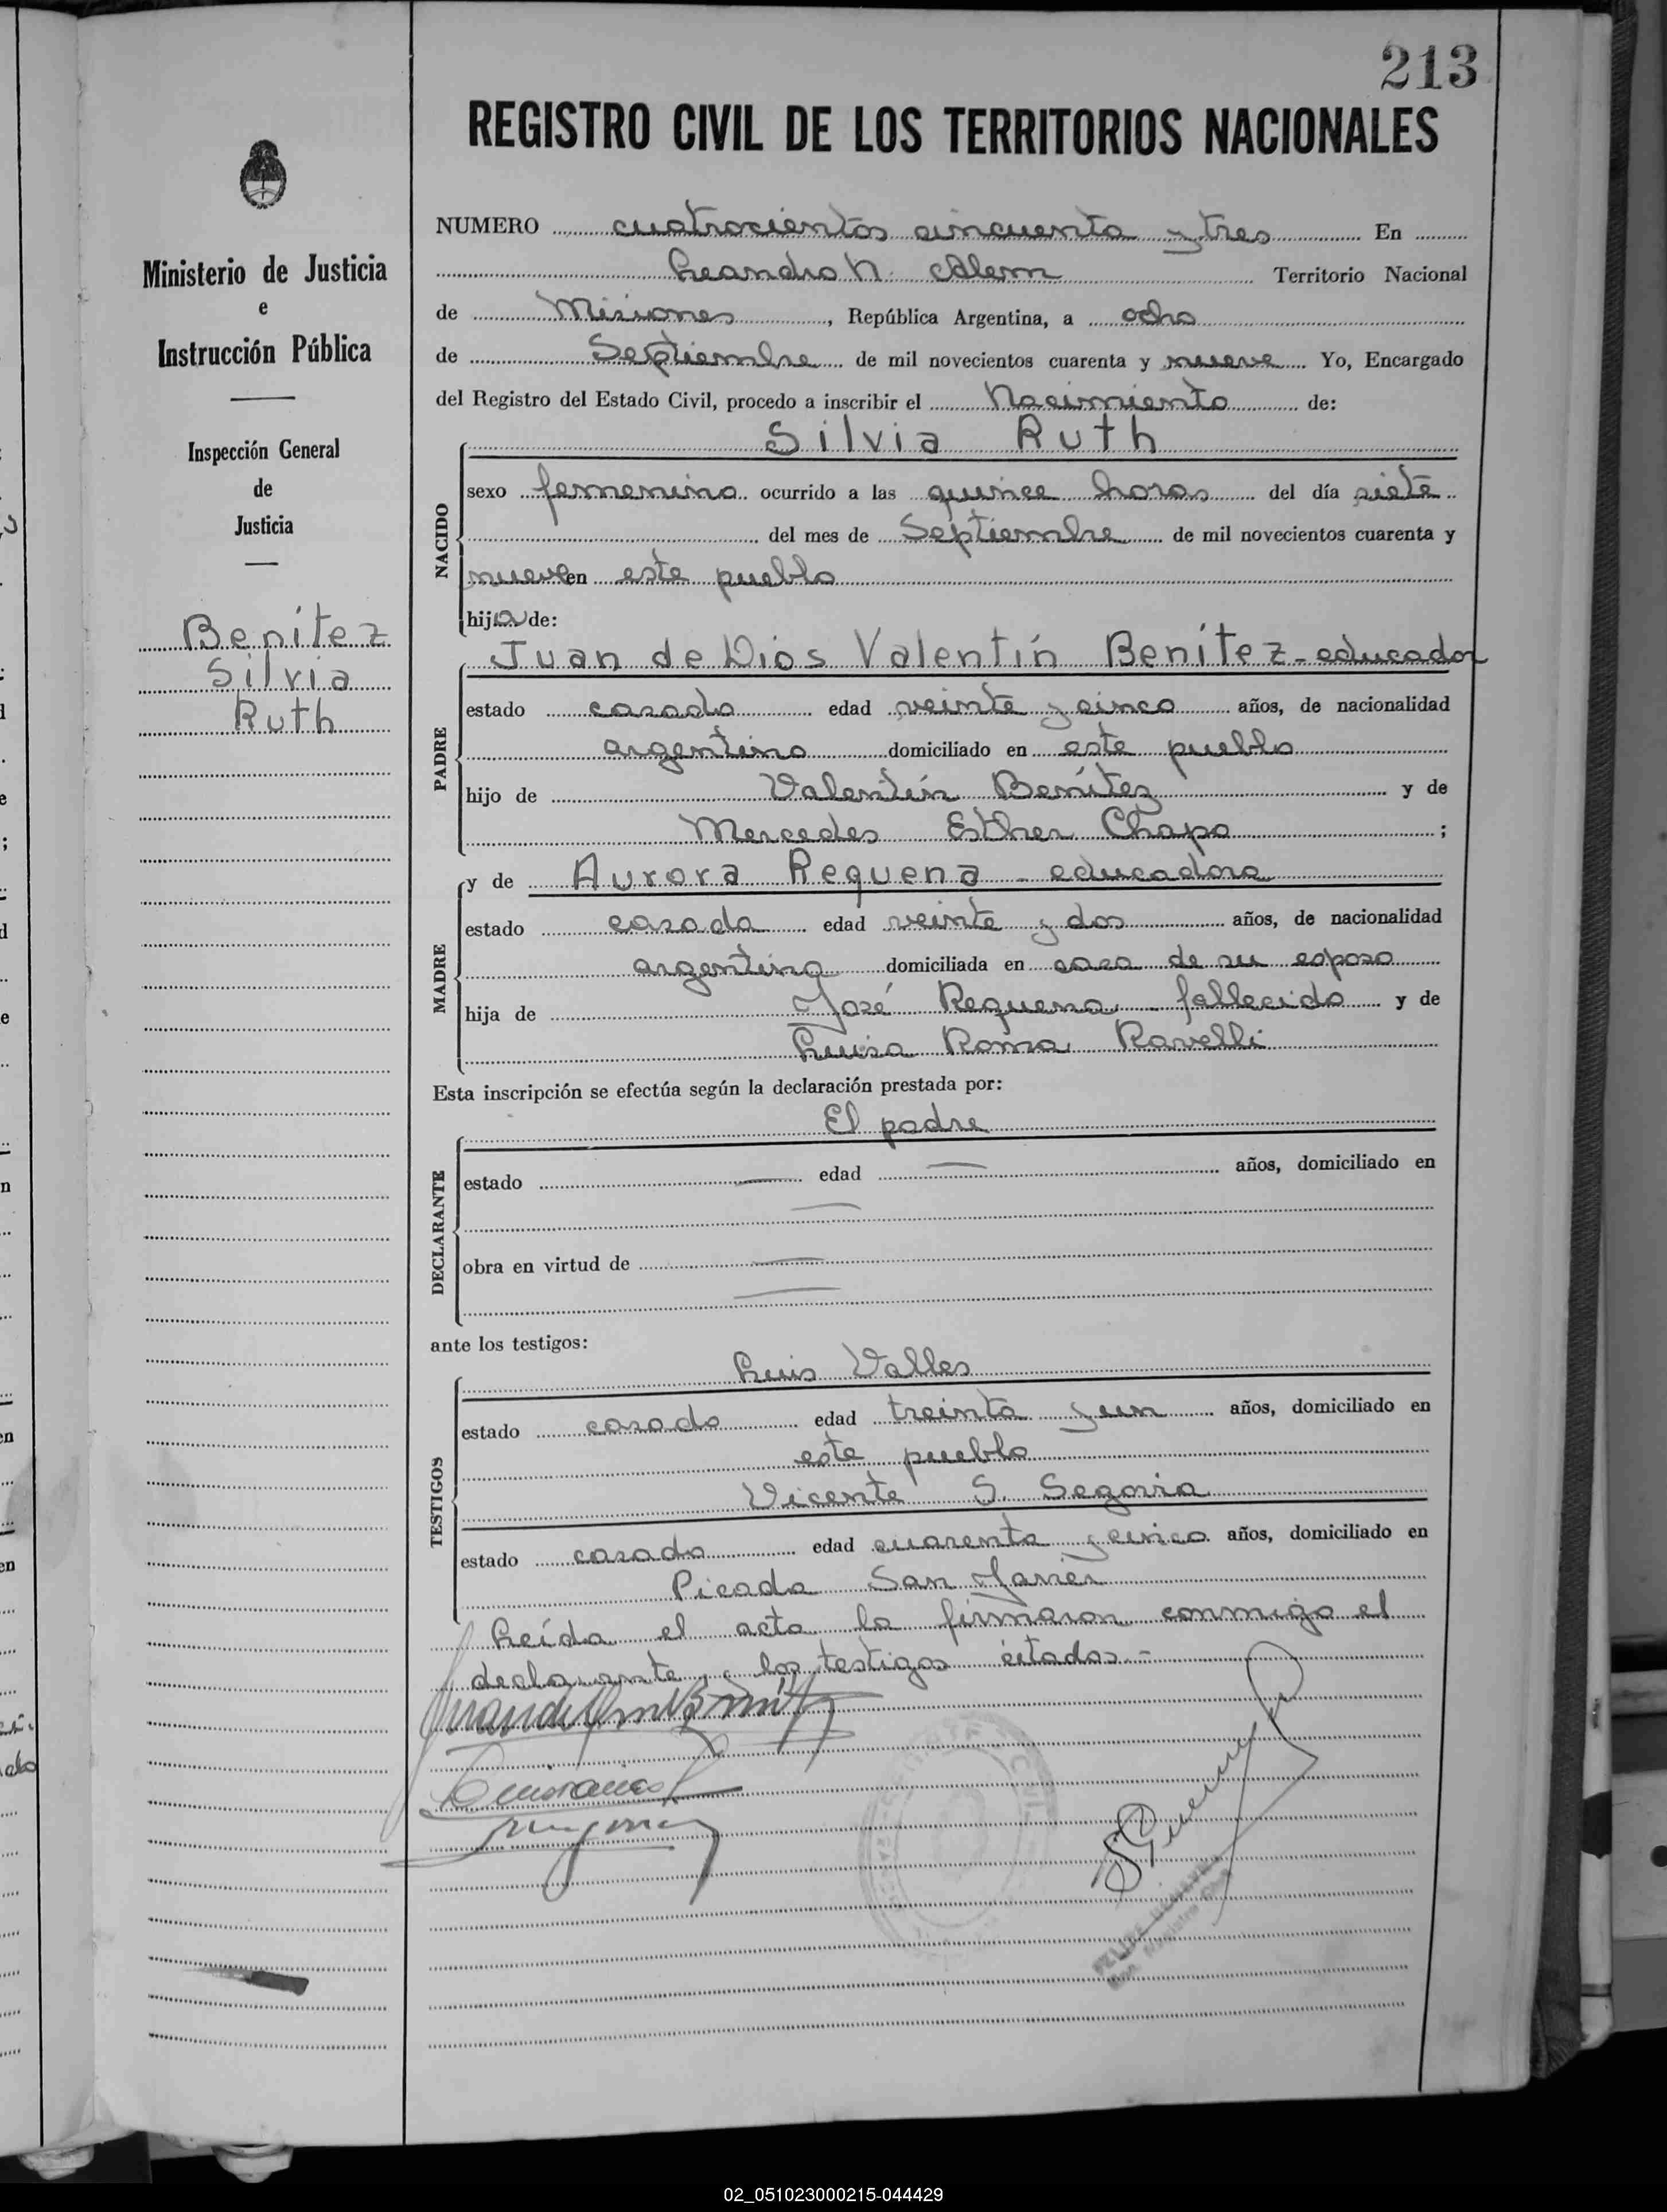 213
REGISTRO CIVIL DE LOS TERRITORIOS NACIONALES
Ministerio de Justicia
e
Instrucción Pública
Inspección General
de
Justicia
Benítez
Silvia
Ruth
NUMERO cuatrocientos cincuenta y tres En
Leandro N. Alem Territorio Nacional
de Misiones, República Argentina, a ocho
de Septiembre de mil novecientos cuarenta y nueve Yo, Encargado
del Registro del Estado Civil, procedo a inscribir el Nacimiento de:
Silvia Ruth
NACIDO
sexo femenino ocurrido a las quince horas del día siete
del mes de Septiembre de mil novecientos cuarenta y
nueve en este pueblo
hija de:
Juan de Dios Valentín Benítez - educador
PADRE
estado casado edad veinte y cinco años, de nacionalidad
argentino domiciliado en este pueblo
hijo de Valentín Benítez y de
Mercedes Esther Chapo ;
y de Aurora Requena - educadora
MADRE
estado casada edad veinte y dos años, de nacionalidad
argentina domiciliada en casa de su esposo
hija de José Requena, fallecido y de
Luisa Roma Ravelli
Esta inscripción se efectúa según la declaración prestada por:
El padre
DECLARANTE
estado — edad — años, domiciliado en
—
obra en virtud de —
—
ante los testigos:
Luis Valles
TESTIGOS
estado casado edad treinta y un años, domiciliado en
este pueblo
Vicente S. Segovia
estado casado edad cuarenta y cinco años, domiciliado en
Picada San Javier
Leída el acta la firmaron conmigo el
declarante y los testigos citados.-
02_051023000215-044429